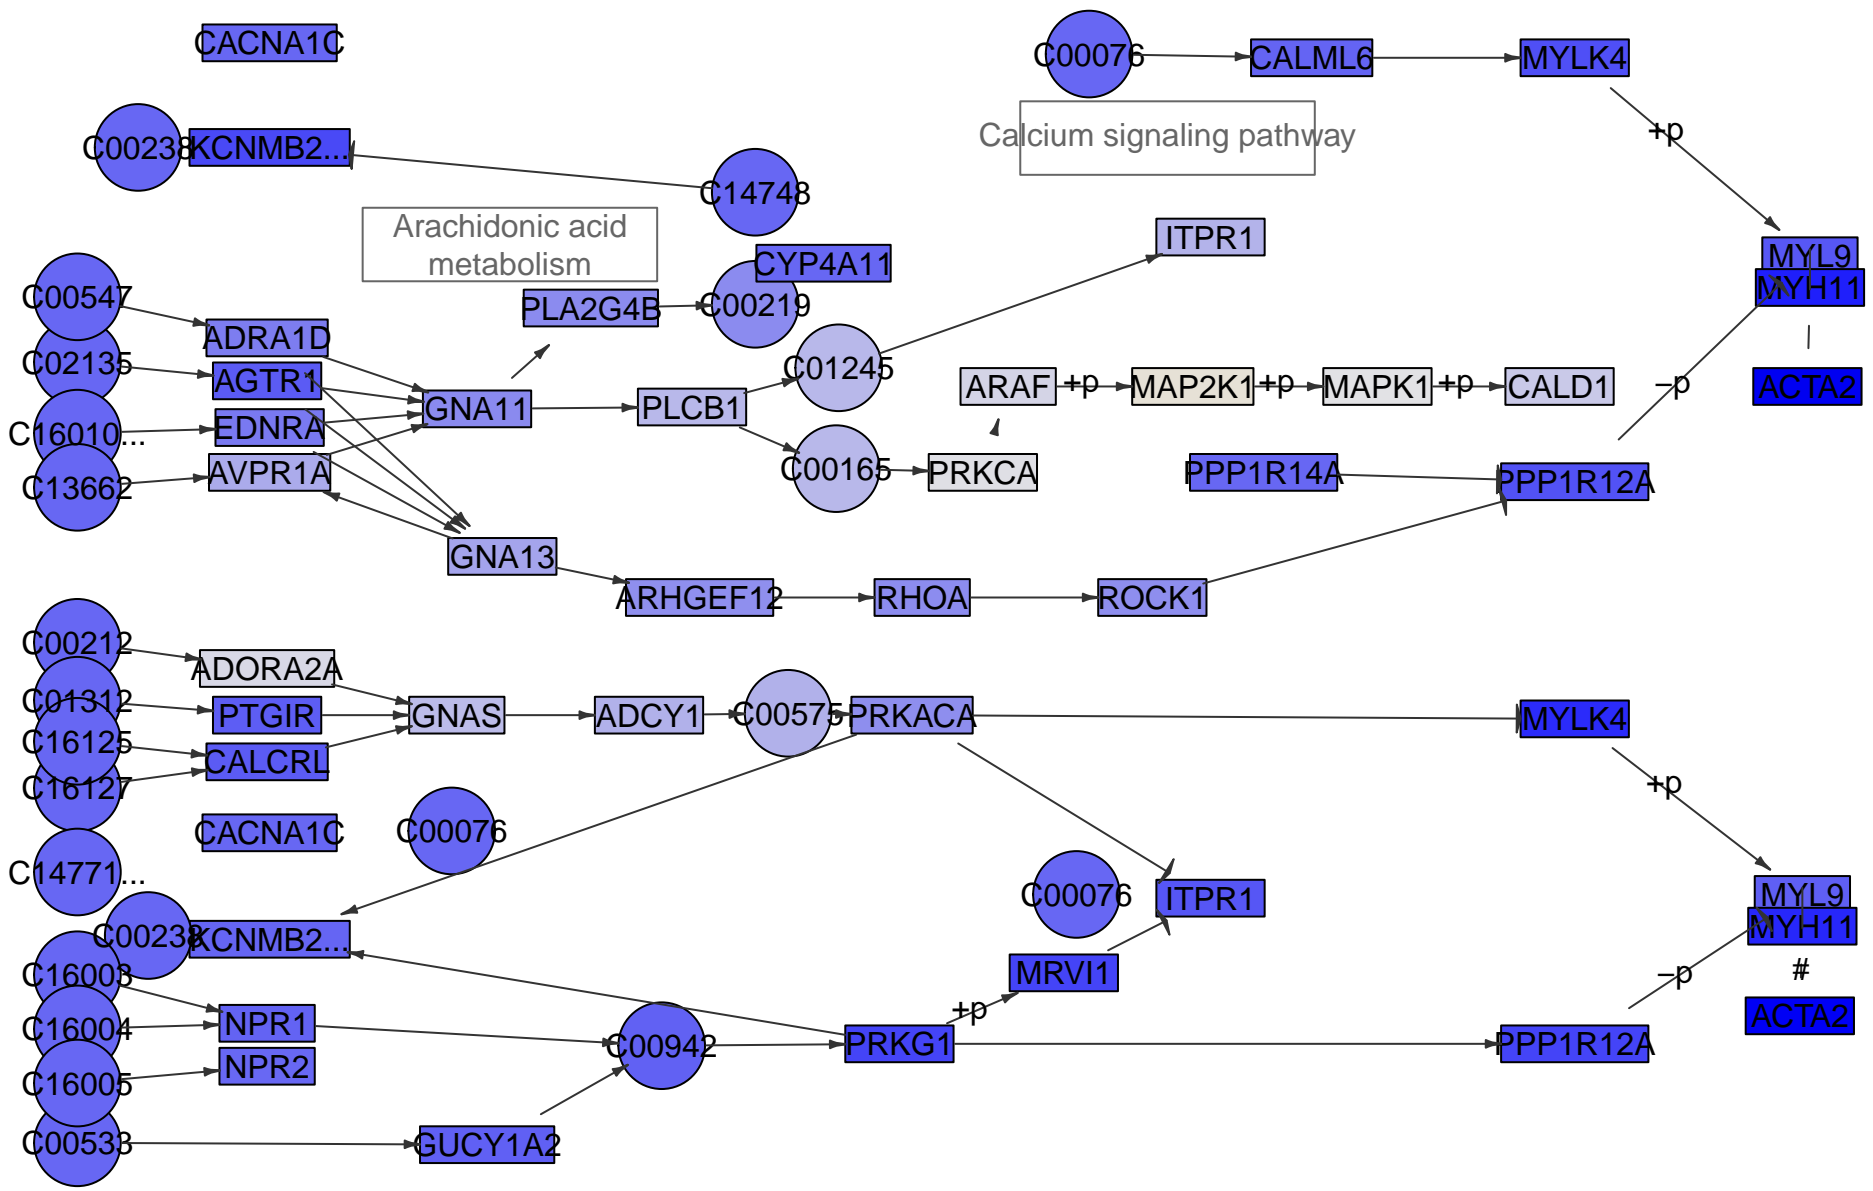 CACNA1C
C00076
CALML6
MYLK4
+p
Calcium signaling pathway
C00238
KCNMB2...
C14748
Arachidonic acid
metabolism
ITPR1
MYL9
MYH11
CYP4A11
C00547
PLA2G4B
C00219
ADRA1D
C02135
AGTR1
C01245
ARAF
+p
MAP2K1
+p
MAPK1
+p
CALD1
–p
ACTA2
GNA11
PLCB1
C16010...
EDNRA
C13662
AVPR1A
C00165
PRKCA
PPP1R14A
PPP1R12A
GNA13
ARHGEF12
RHOA
ROCK1
C00212
ADORA2A
C01312
PTGIR
GNAS
ADCY1
C00575
PRKACA
MYLK4
C16125
CALCRL
C16127
+p
CACNA1C
C00076
C14771...
C00076
ITPR1
MYL9
MYH11
C00238
KCNMB2...
C16003
MRVI1
–p
#
+p
ACTA2
C16004
NPR1
C00942
PRKG1
PPP1R12A
C16005
NPR2
C00533
GUCY1A2